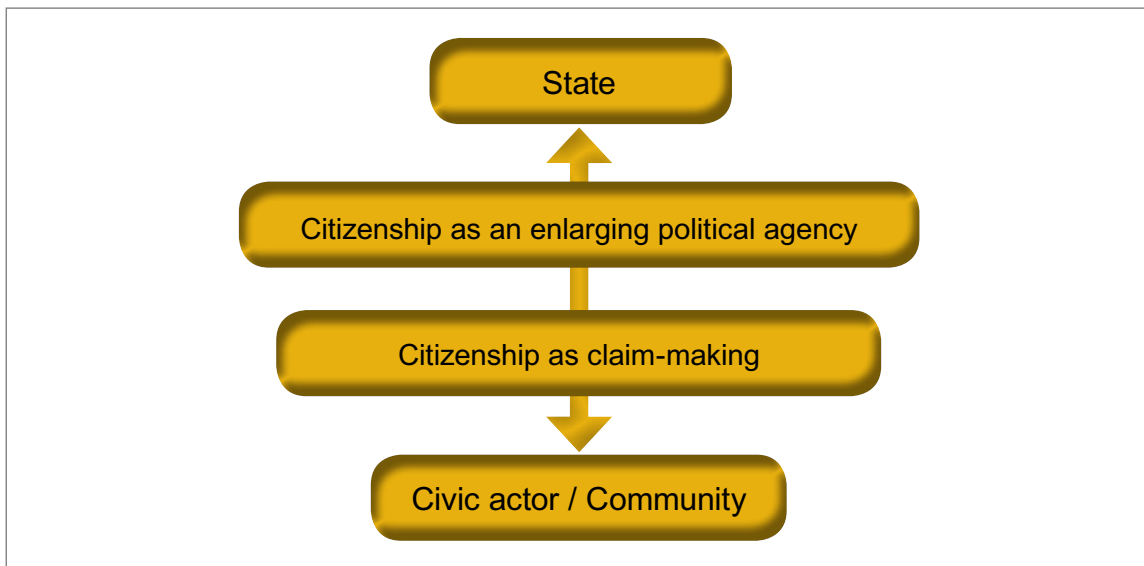 State
Citizenship as an enlarging political agency
Citizenship as claim-making
Civic actor / Community